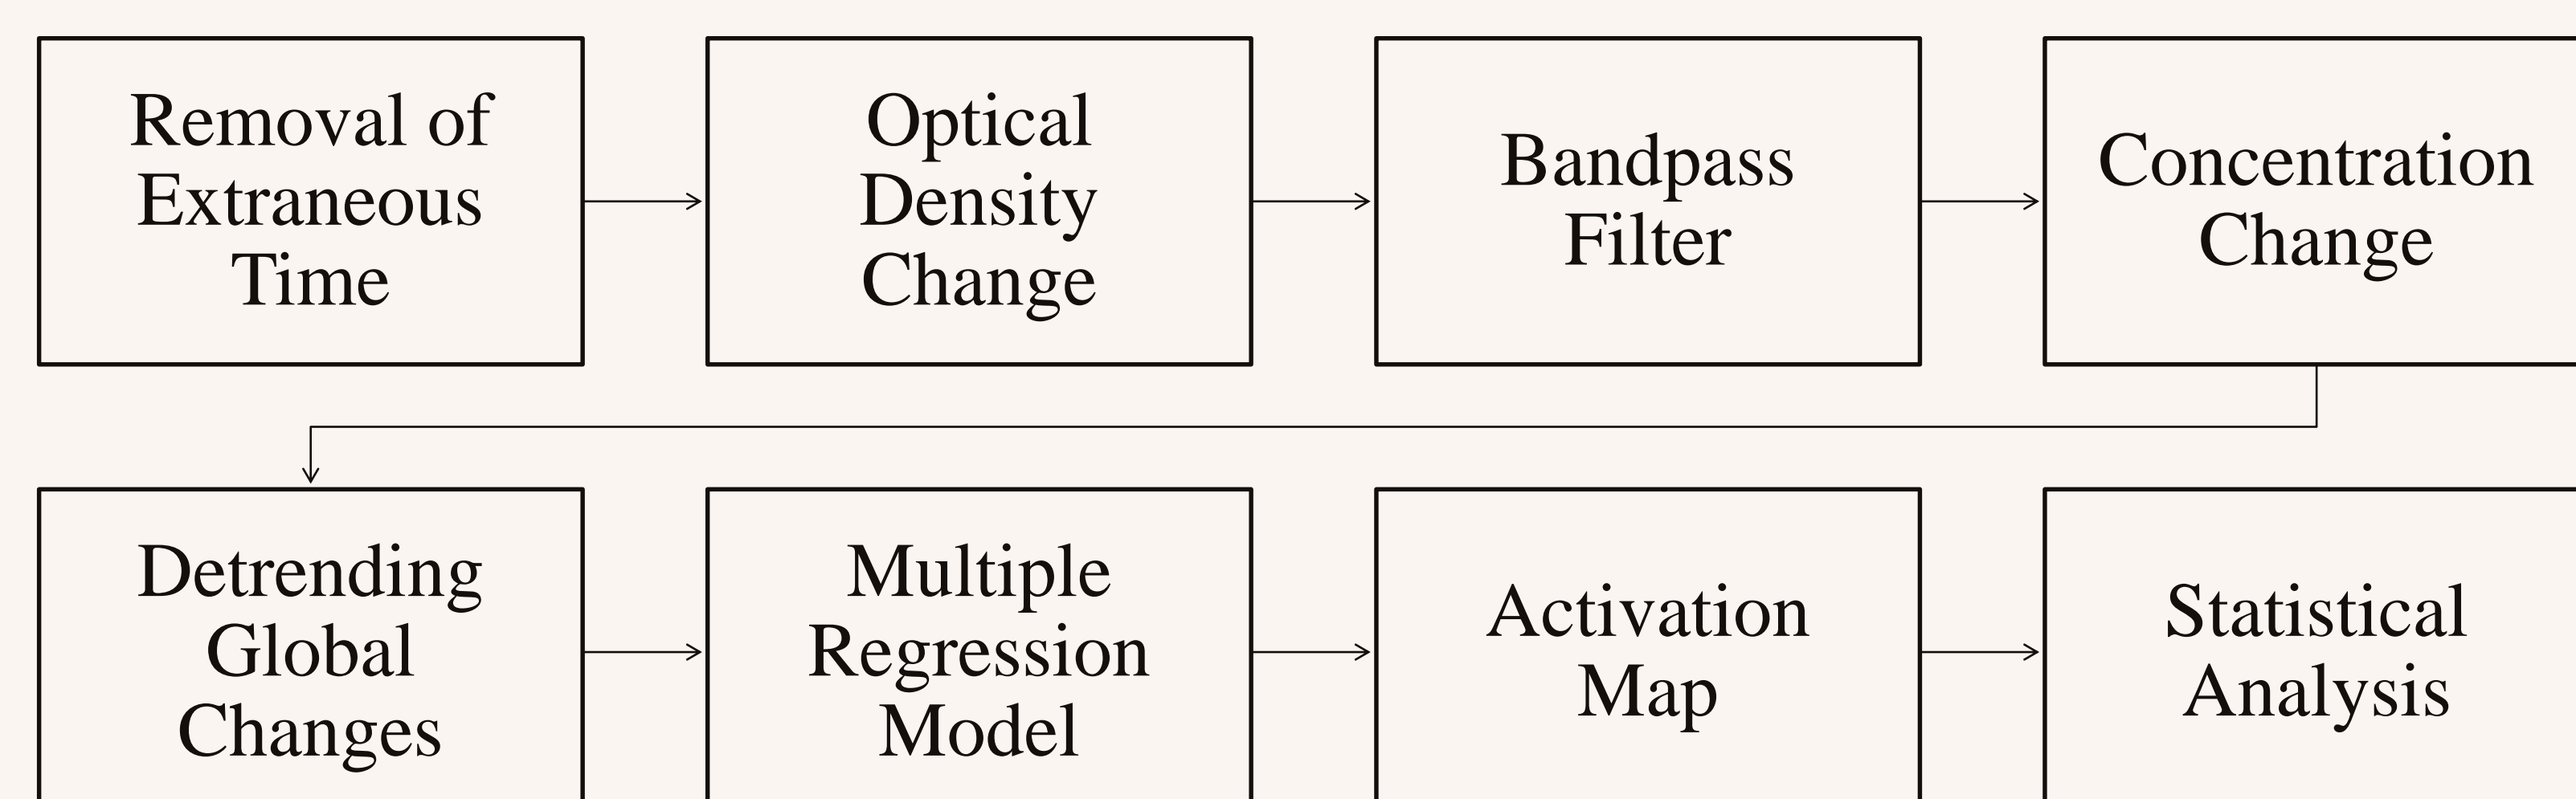 Removal of
Extraneous
Time
Optical
Density
Change
Bandpass
Filter
Concentration
Change
Detrending
Global
Changes
Multiple
Regression
Model
Activation
Map
Statistical
Analysis